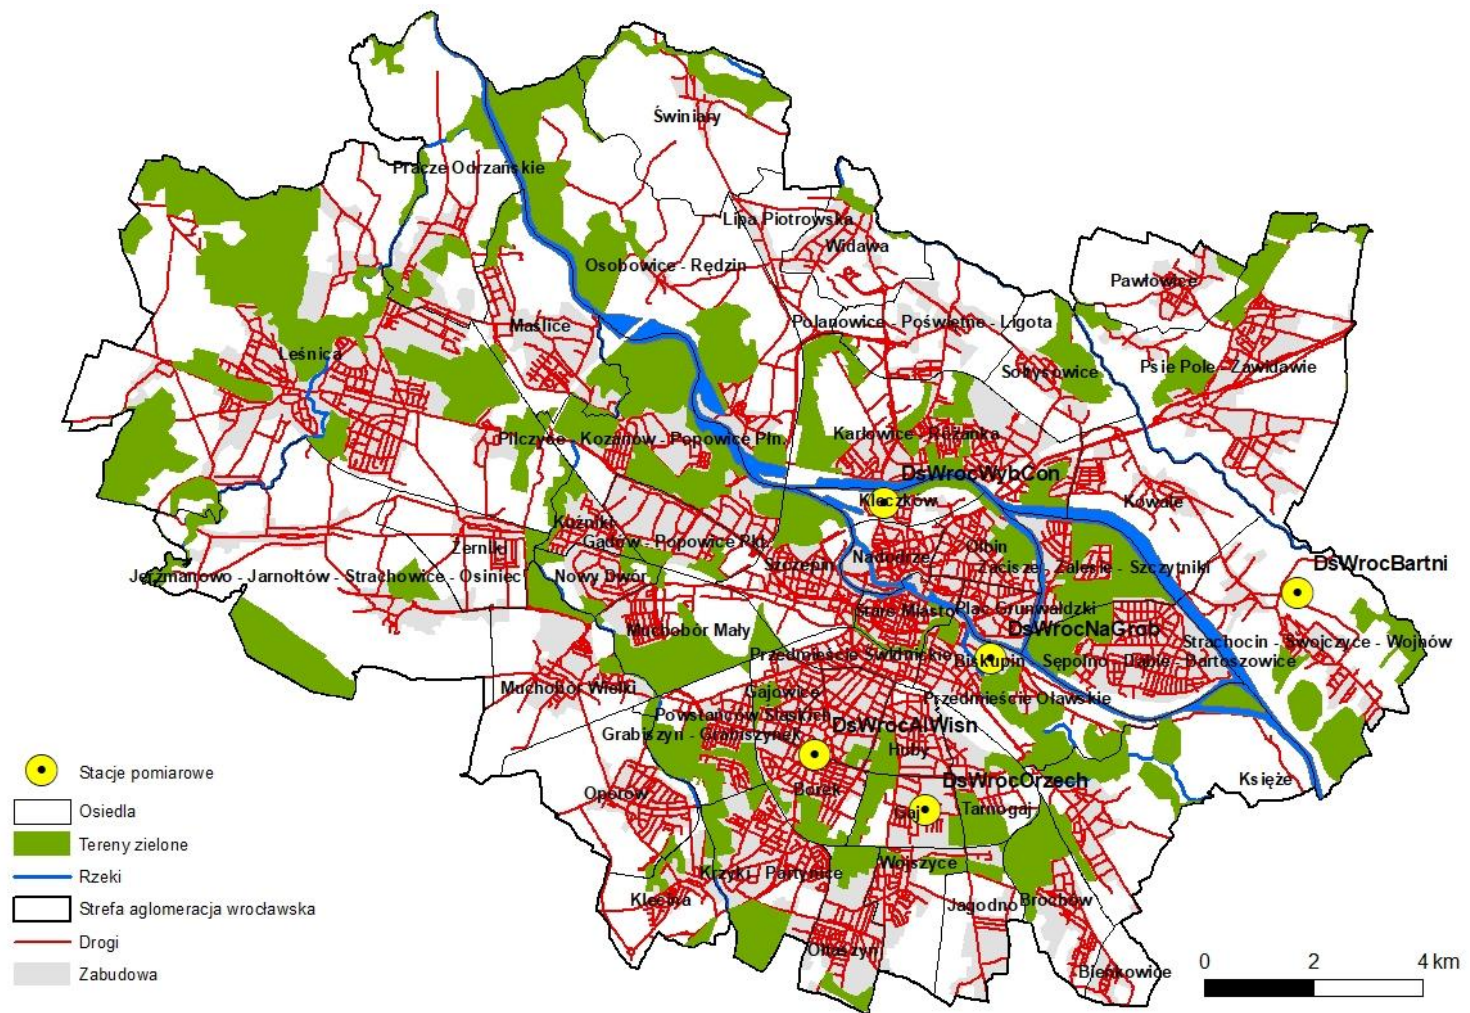 Świniary
Pracze Odrzańskie
Lipa Piotrowska
Widawa
Osobowice - Rędzin
Pawłowice
Polanowice - Poświętne - Ligota
Maślice
Leśnica
Sołtysowice
Psie Pole - Zawidawie
Pilczyce - Kozanów - Popowice Płn.
Karłowice - Różanka
DsWrocWybCon
Kleczków
Kowale
Kuźniki
Gądów - Popowice Płd.
Żerniki
Nadodrze
Ołbin
Szczepin
Zacisze - Zalesie - Szczytniki
DsWrocBartni
Jerzmanowo - Jarnołtów - Strachowice - Osiniec
Nowy Dwór
Stare Miasto
Plac Grunwaldzki
Muchobór Mały
DsWrocNaGrob
Strachocin - Swojczyce - Wojnów
Przedmieście Świdnickie
Biskupin - Sępolno - Dąbie - Bartoszowice
Muchobór Wielki
Gajowice
Przedmieście Oławskie
Powstańców Śląskich
DsWrocAlWisn
Grabiszyn - Grabiszynek
Huby
DsWrocOrzech
Księże
Oporów
Borek
Gaj
Tarnogaj
Wojszyce
Krzyki - Partynice
Klecina
Jagodno
Brochów
Ołtaszyn
Bieńkowice
Stacje pomiarowe
Osiedla
Tereny zielone
Rzeki
Strefa aglomeracja wrocławska
Drogi
Zabudowa
0 2 4 km